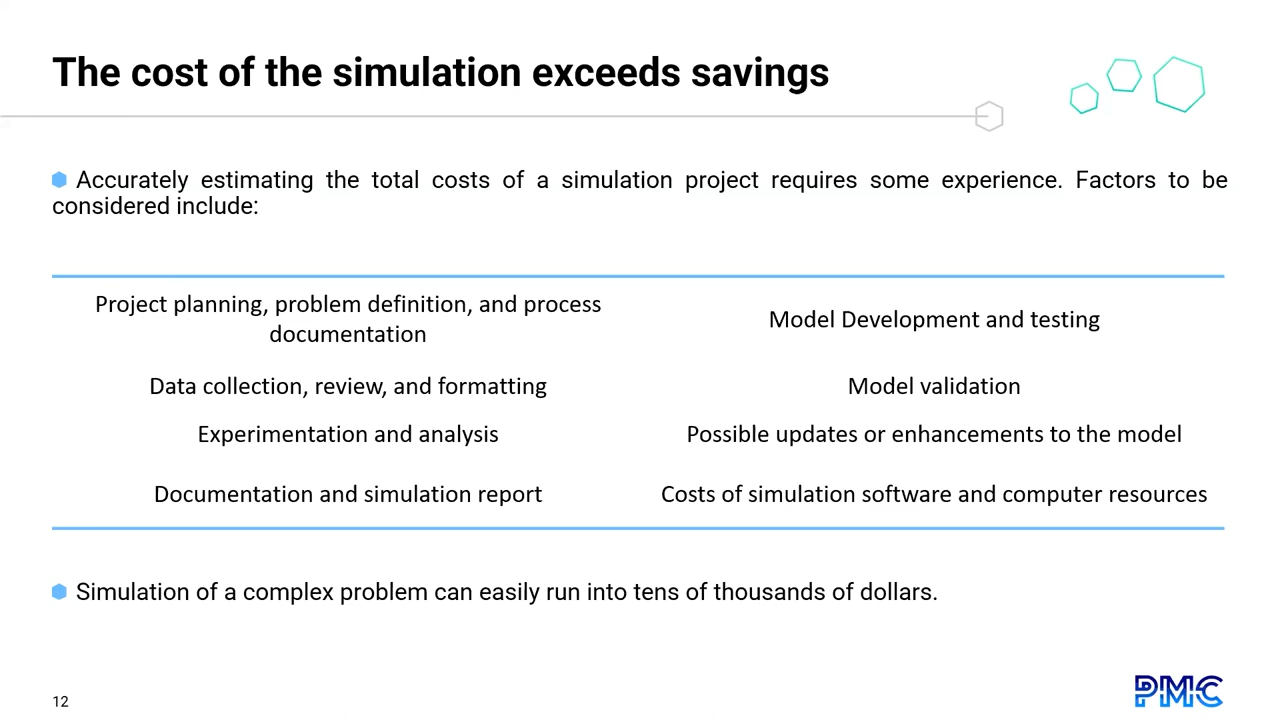 The cost of the simulation exceeds savings
Accurately estimating the total costs of a simulation project requires some experience. Factors to be
considered include:
Project planning, problem definition, and process
documentation
Model Development and testing
Data collection, review, and formatting
Model validation
Experimentation and analysis
Possible updates or enhancements to the model
Documentation and simulation report
Costs of simulation software and computer resources
Simulation of a complex problem can easily run into tens of thousands of dollars.
12
PMC